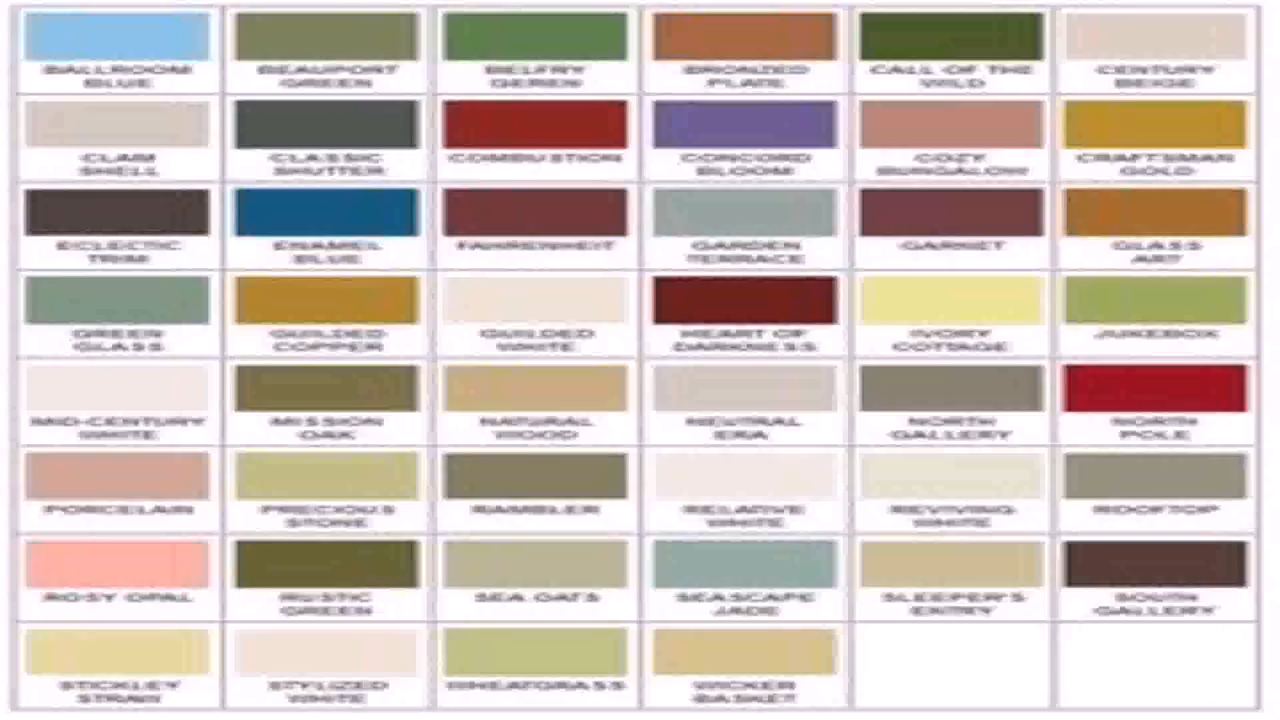 BALLROOM
BLUE
BEAUPORT
GREEN
BELFRY
GEREN
BRONZED
PLATE
CALL OF THE
WILD
CENTURY
BEIGE
CLAM
SHELL
CLASSIC
SHUTTER
COMBUSTION
CONCORD
BLOOM
COZY
BUNGALOW
CRAFTSMAN
GOLD
ECLECTIC
TRIM
ENAMEL
BLUE
FAHRENHEIT
GARDEN
TERRACE
GARNET
GLASS
ART
GREEN
GLASS
GUILDED
COPPER
GUILDED
WHITE
HEART OF
DARKNESS
IVORY
COTTAGE
JUKEBOX
MID-CENTURY
WHITE
MISSION
OAK
NATURAL
WOOD
NEUTRAL
ERA
NORTH
GALLERY
NORTH
POLE
PORCELAIN
PRECIOUS
STONE
RAMBLER
RELATIVE
WHITE
REVIVING
WHITE
ROOFTOP
ROSY OPAL
RUSTIC
GREEN
SEA OATS
SEASCAPE
JADE
SLEEPER'S
ENTRY
SOUTH
GALLERY
STICKLEY
STRAW
STYLIZED
WHITE
WHEATGRASS
WICKER
BASKET